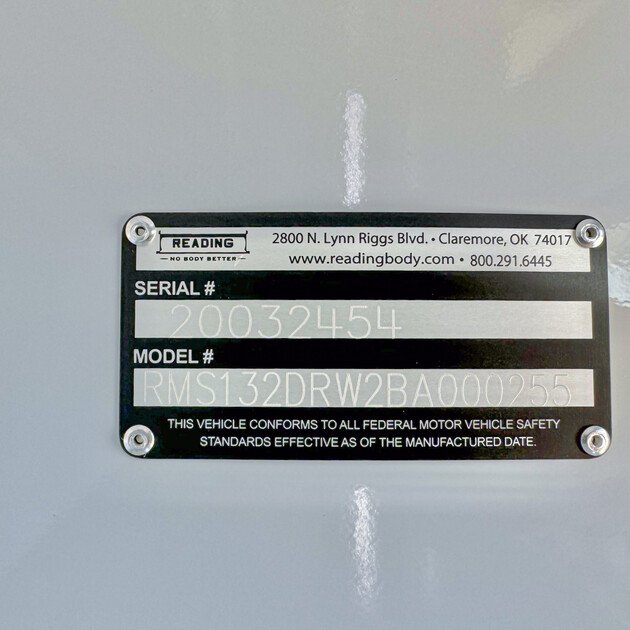 READING
NO BODY BETTER
2800 N. Lynn Riggs Blvd. • Claremore, OK 74017
www.readingbody.com • 800.291.6445
SERIAL #
20032454
MODEL #
RMS132DRW2BA000255
THIS VEHICLE CONFORMS TO ALL FEDERAL MOTOR VEHICLE SAFETY
STANDARDS EFFECTIVE AS OF THE MANUFACTURED DATE.